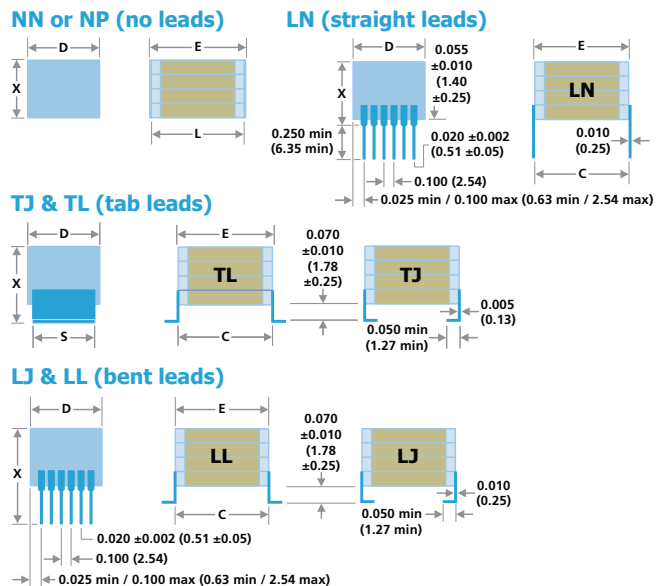 NN or NP (no leads)
D
E
X
L
LN (straight leads)
D
0.055
±0.010
(1.40
±0.25)
E
X
LN
0.250 min
(6.35 min)
0.020 ±0.002
(0.51 ±0.05)
0.010
(0.25)
0.100 (2.54)
C
0.025 min / 0.100 max (0.63 min / 2.54 max)
TJ & TL (tab leads)
D
E
0.070
±0.010
(1.78
±0.25)
X
TL
TJ
S
C
0.005
(0.13)
0.050 min
(1.27 min)
LJ & LL (bent leads)
D
E
0.070
±0.010
(1.78
±0.25)
X
LL
LJ
C
0.010
(0.25)
0.050 min
(1.27 min)
0.020 ±0.002 (0.51 ±0.05)
0.100 (2.54)
0.025 min / 0.100 max (0.63 min / 2.54 max)